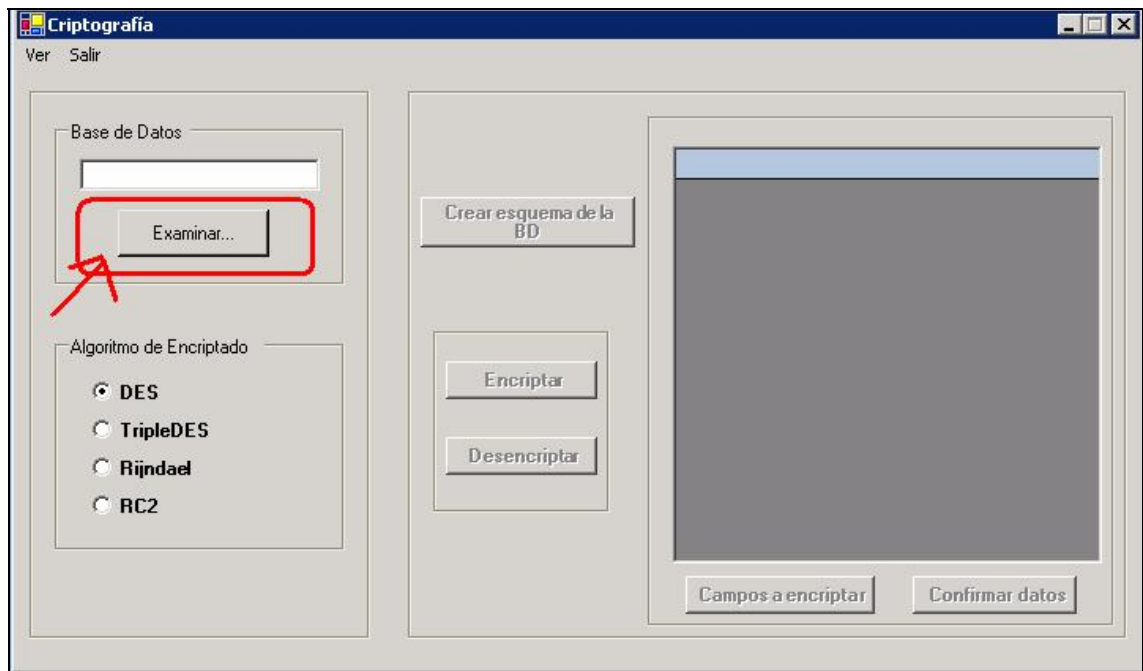 Criptografía
Ver Salir
Base de Datos
Examinar...
Algoritmo de Encriptado
DES
TripleDES
Rijndael
RC2
Crear esquema de la
BD
Encriptar
Desencriptar
Campos a encriptar
Confirmar datos